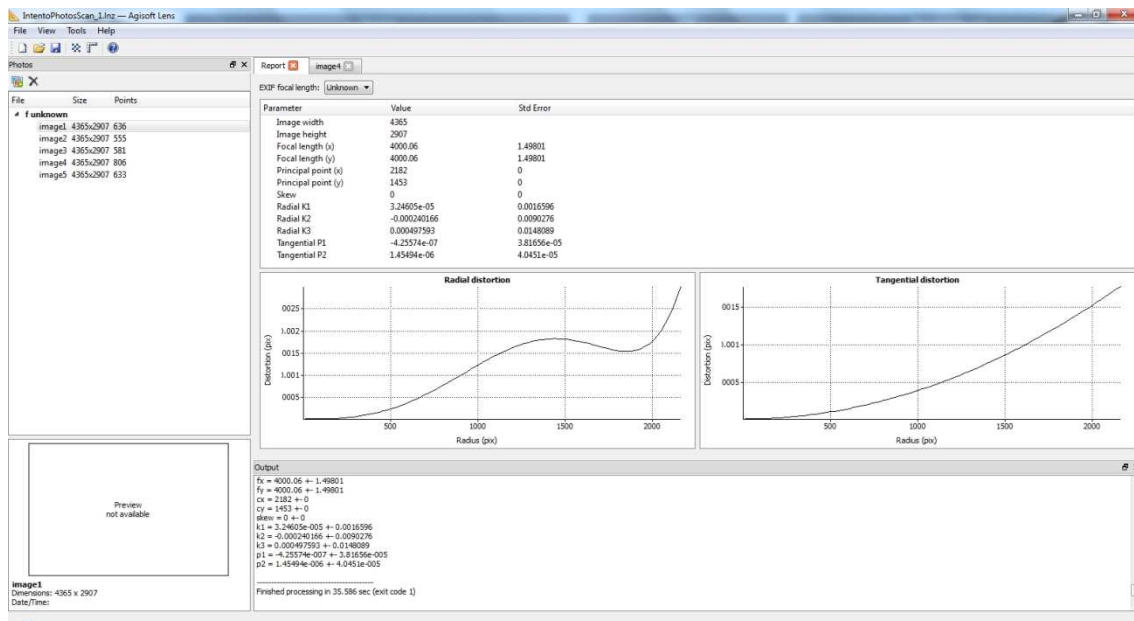 IntentoPhotosScan_1.lnz — Agisoft Lens
File View Tools Help
Photos
File Size Points
f unknown
image1 4365x2907 636
image2 4365x2907 555
image3 4365x2907 581
image4 4365x2907 806
image5 4365x2907 633
Preview
not available
image1
Dimensions: 4365 x 2907
Date/Time:
Report image4
EXIF focal length: Unknown
Parameter Value Std Error
Image width 4365
Image height 2907
Focal length (x) 4000.06 1.49801
Focal length (y) 4000.06 1.49801
Principal point (x) 2182 0
Principal point (y) 1453 0
Skew 0 0
Radial K1 3.24605e-05 0.0016596
Radial K2 -0.000240166 0.0090276
Radial K3 0.000497593 0.0148089
Tangential P1 -4.25574e-07 3.81656e-05
Tangential P2 1.45494e-06 4.0451e-05
Radial distortion
Distortion (pix)
0025
.002
0015
.001
0005
500 1000 1500 2000
Radius (pix)
Tangential distortion
Distortion (pix)
0015
.001
0005
500 1000 1500 2000
Radius (pix)
Output
fx = 4000.06 +- 1.49801
fy = 4000.06 +- 1.49801
cx = 2182 +- 0
cy = 1453 +- 0
skew = 0 +- 0
k1 = 3.24605e-005 +- 0.0016596
k2 = -0.000240166 +- 0.0090276
k3 = 0.000497593 +- 0.0148089
p1 = -4.25574e-007 +- 3.81656e-005
p2 = 1.45494e-006 +- 4.0451e-005
----------------------------------------
Finished processing in 35.586 sec (exit code 1)